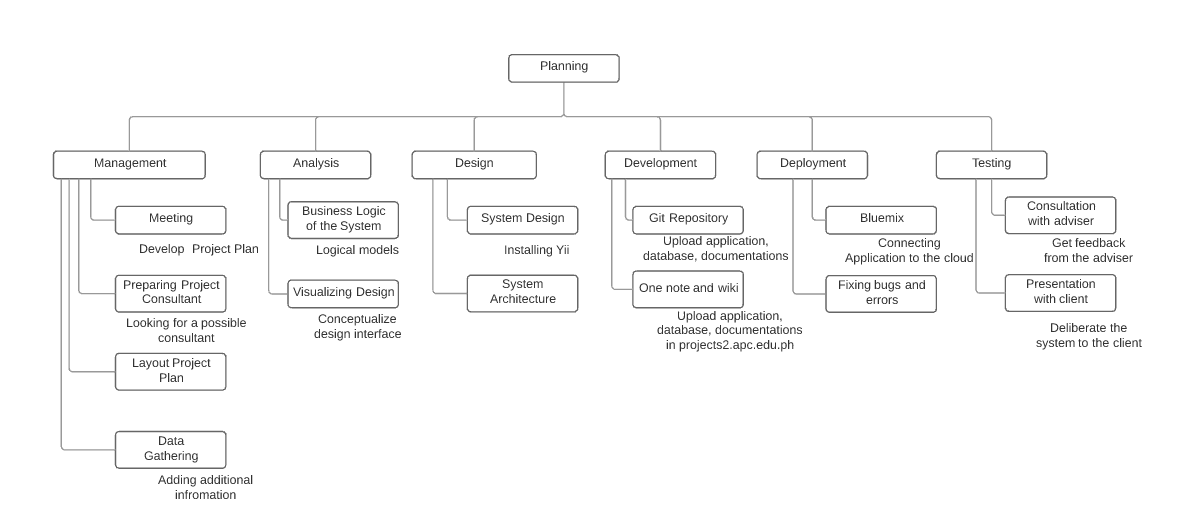 Planning
Management
Meeting
Develop  Project Plan
Preparing Project
Consultant
Looking for a possible
consultant
Layout Project
Plan
Data
Gathering
Adding additional
infromation
Analysis
Business Logic
of the System
Logical models
Visualizing Design
Conceptualize
design interface
Design
System Design
Installing Yii
System
Architecture
Development
Git Repository
Upload application,
database, documentations
One note and wiki
Upload application,
database, documentations
in projects2.apc.edu.ph
Deployment
Bluemix
Connecting
Application to the cloud
Fixing bugs and
errors
Testing
Consultation
with adviser
Get feedback
from the adviser
Presentation
with client
Deliberate the
system to the client